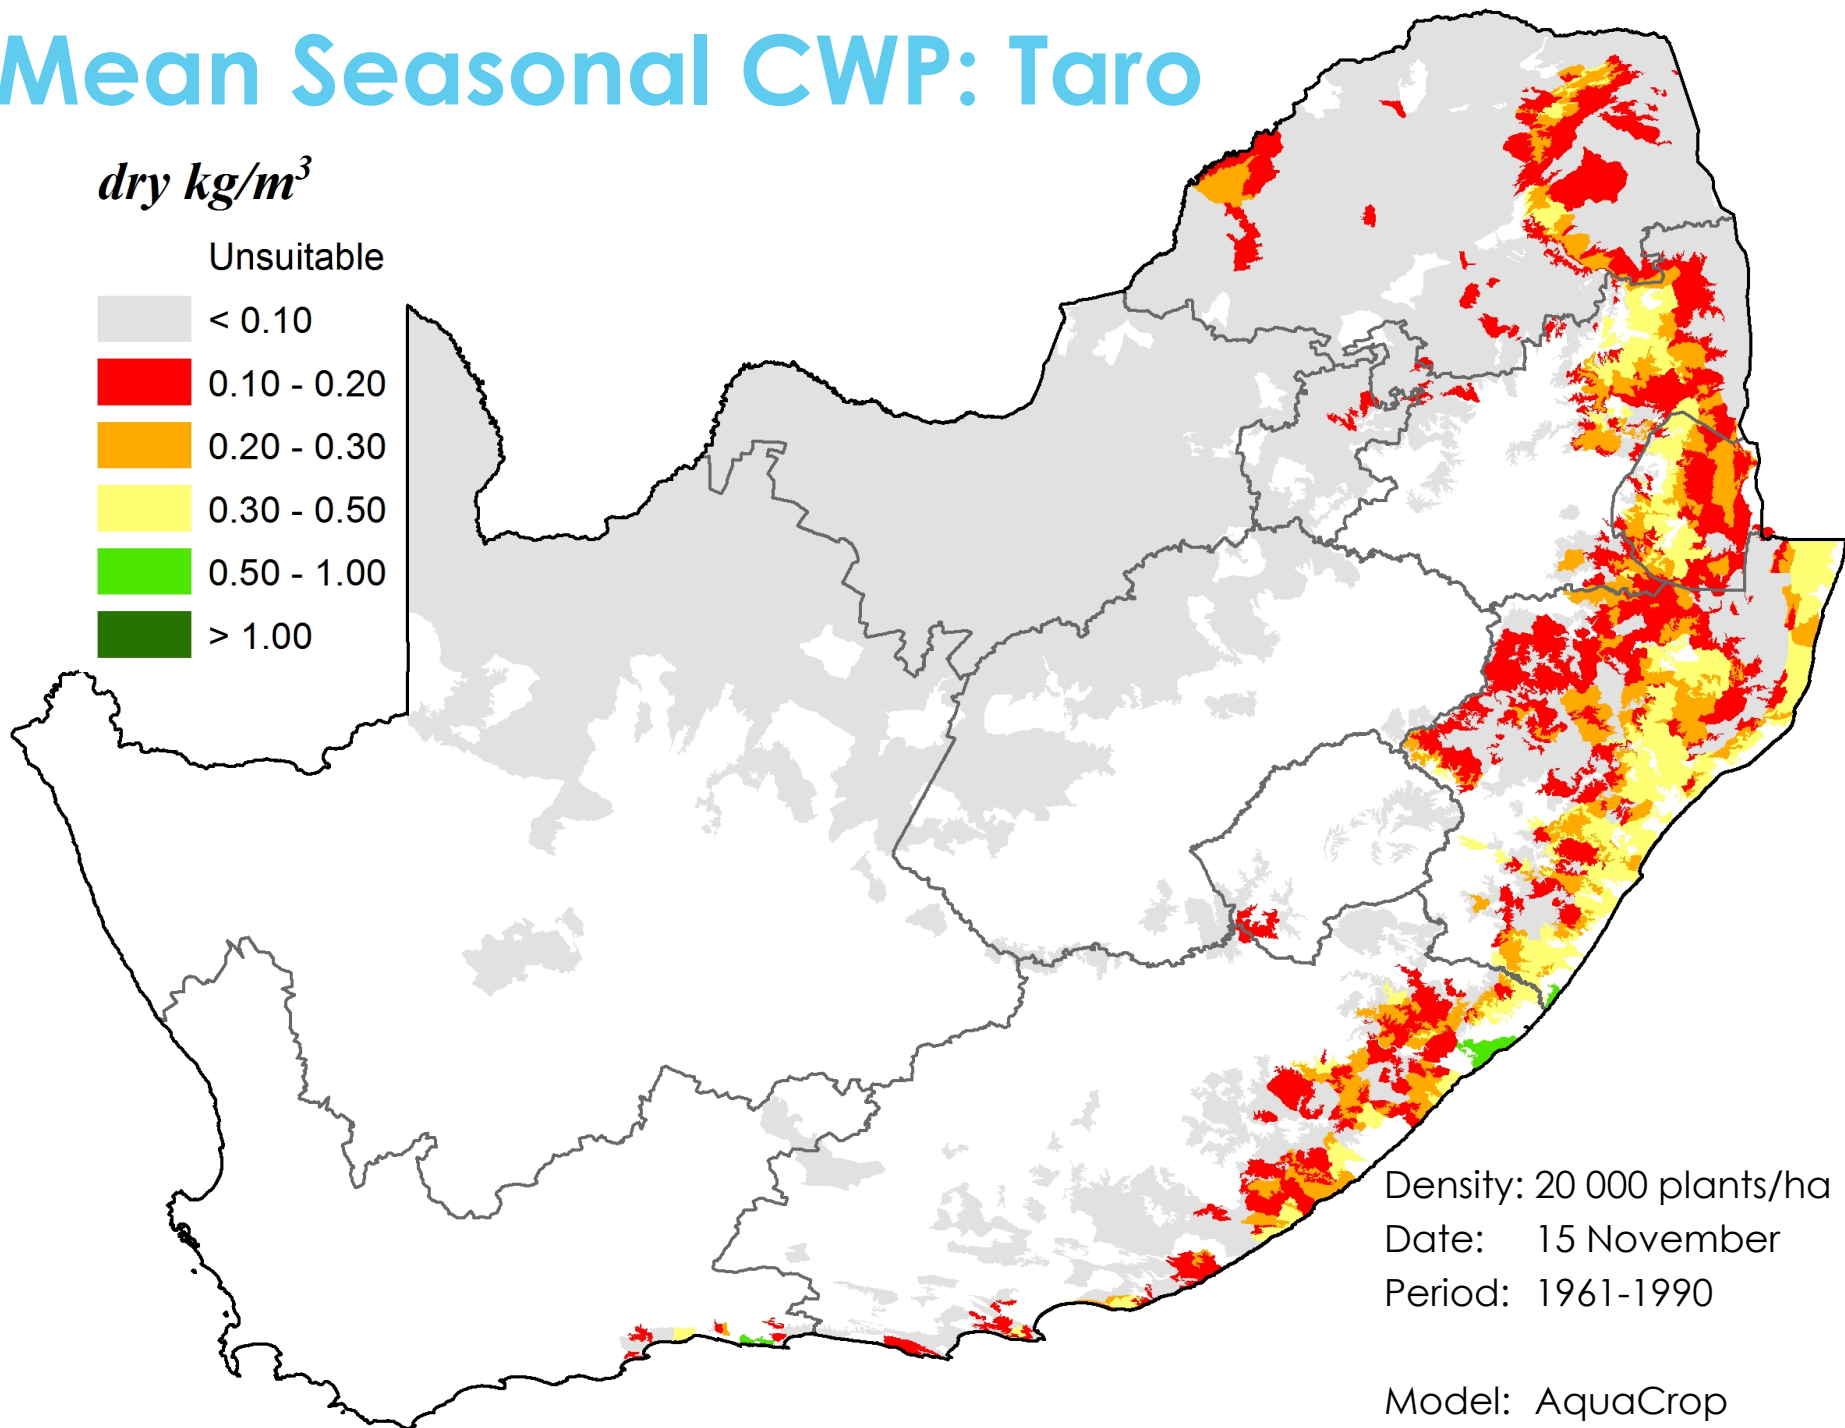 Mean Seasonal CWP: Taro
dry kg/m³
Unsuitable
< 0.10
0.10 - 0.20
0.20 - 0.30
0.30 - 0.50
0.50 - 1.00
> 1.00
Density: 20 000 plants/ha
Date: 15 November
Period: 1961-1990
Model: AquaCrop